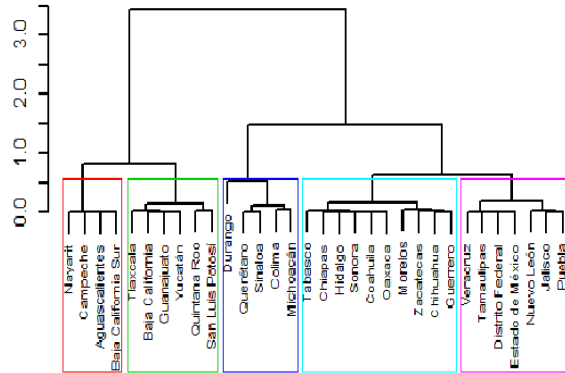 3.0
2.0
1.0
0.0
Nayarit
Campeche
Aguascalientes
Baja California Sur
Tlaxcala
Baja California
Guanajuato
Yucatán
Quintana Roo
San Luis Potosí
Durango
Querétano
Sinaloa
Colima
Michoacán
Tabasco
Chiapas
Hidalgo
Sonora
Coahuila
Oaxaca
Morelos
Zacatecas
Chihuahua
Guerrero
Veracruz
Tamaulipas
Distrito Federal
Estado de México
Nuevo León
Jalisco
Puebla